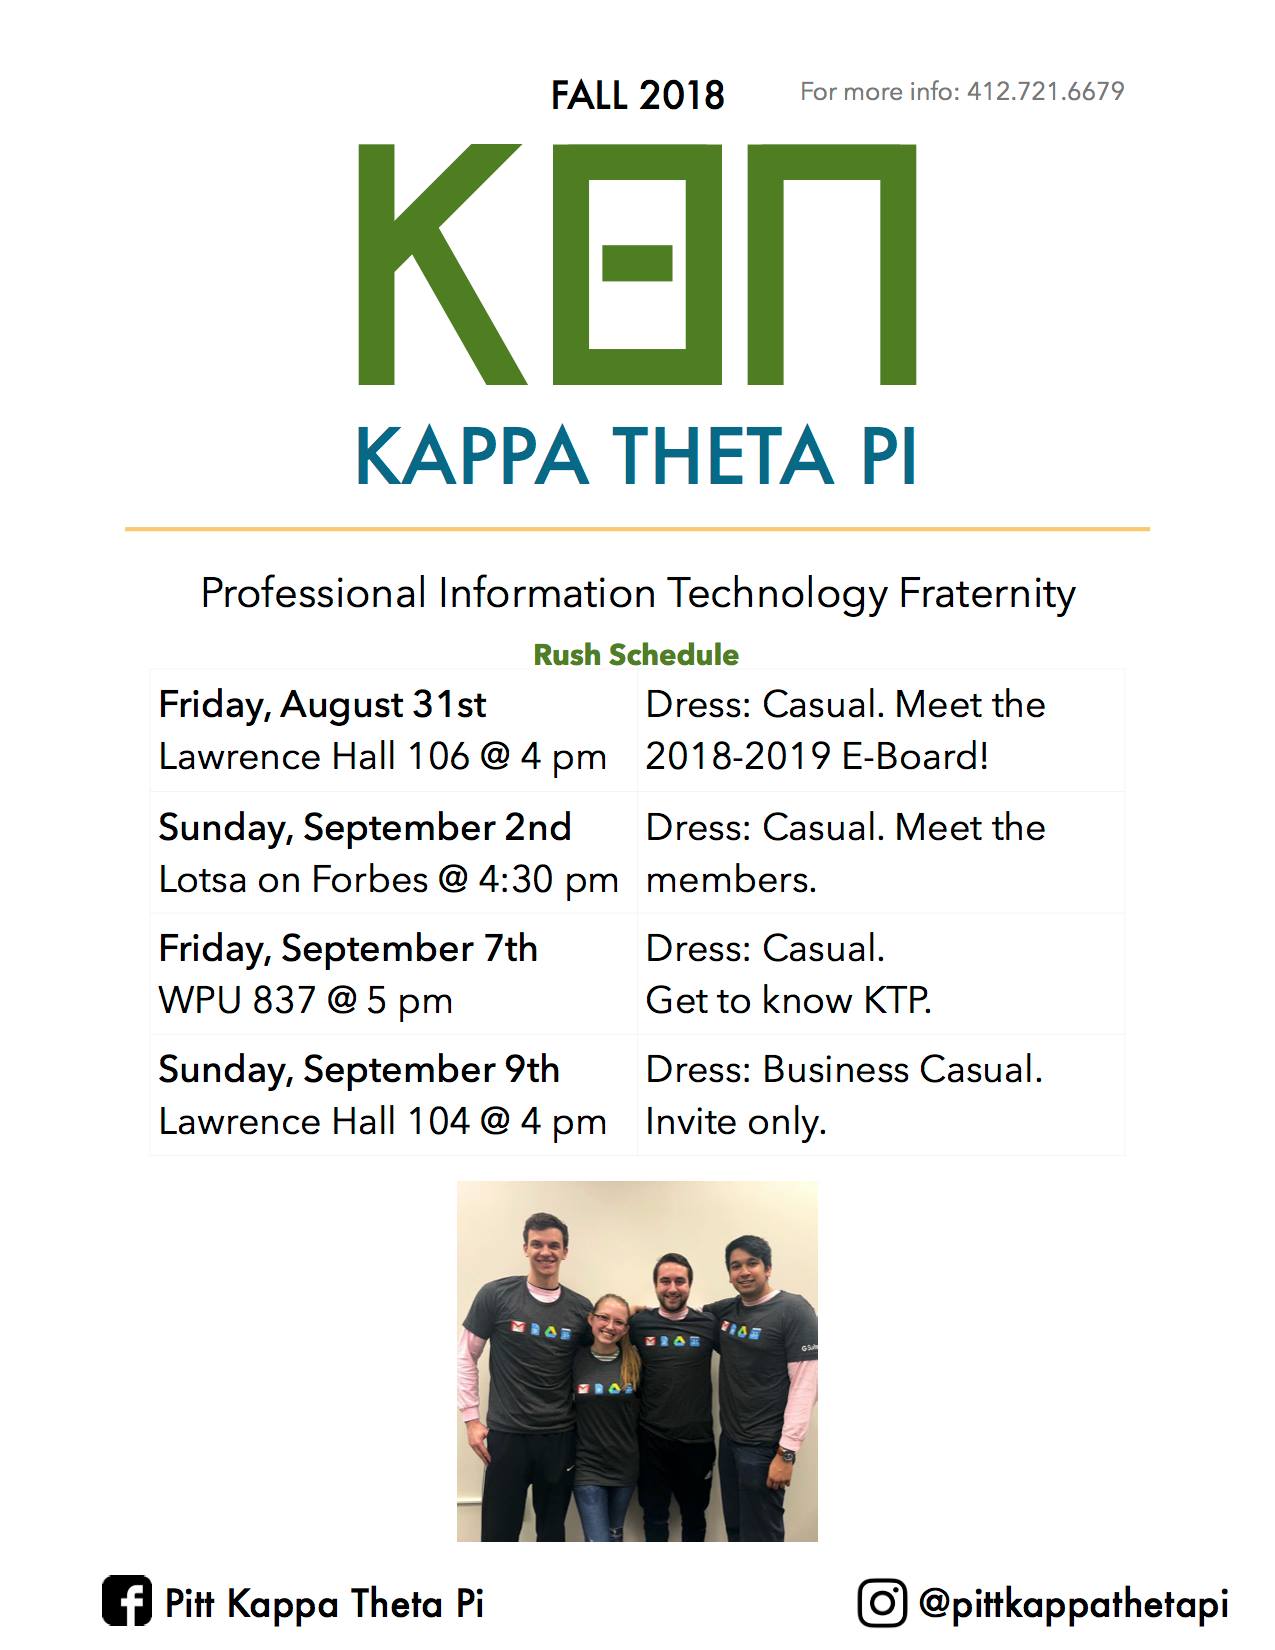 FALL 2018
For more info: 412.721.6679
ΚΘΠ
KAPPA THETA PI
Professional Information Technology Fraternity
Rush Schedule
Friday, August 31st
Lawrence Hall 106 @ 4 pm
Dress: Casual. Meet the
2018-2019 E-Board!
Sunday, September 2nd
Lotsa on Forbes @ 4:30 pm
Dress: Casual. Meet the
members.
Friday, September 7th
WPU 837 @ 5 pm
Dress: Casual.
Get to know KTP.
Sunday, September 9th
Lawrence Hall 104 @ 4 pm
Dress: Business Casual.
Invite only.
Pitt Kappa Theta Pi
@pittkappathetapi